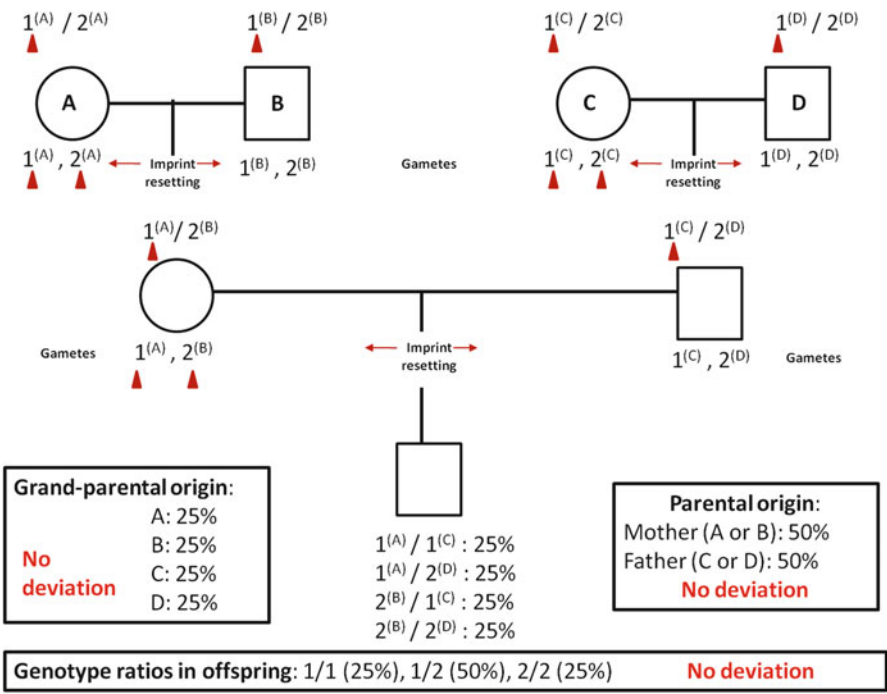 1(A) / 2(A)
1(B) / 2(B)
1(C) / 2(C)
1(D) / 2(D)
A
B
C
D
1(A) , 2(A)
Imprint
resetting
1(B) , 2(B)
Gametes
1(C) , 2(C)
Imprint
resetting
1(D) , 2(D)
1(A)/ 2(B)
1(C) / 2(D)
Gametes
1(A) , 2(B)
Imprint
resetting
1(C) , 2(D)
Gametes
Grand-parental origin:
A: 25%
B: 25%
C: 25%
D: 25%
No
deviation
1(A) / 1(C) : 25%
1(A) / 2(D) : 25%
2(B) / 1(C) : 25%
2(B) / 2(D) : 25%
Parental origin:
Mother (A or B): 50%
Father (C or D): 50%
No deviation
Genotype ratios in offspring: 1/1 (25%), 1/2 (50%), 2/2 (25%) No deviation